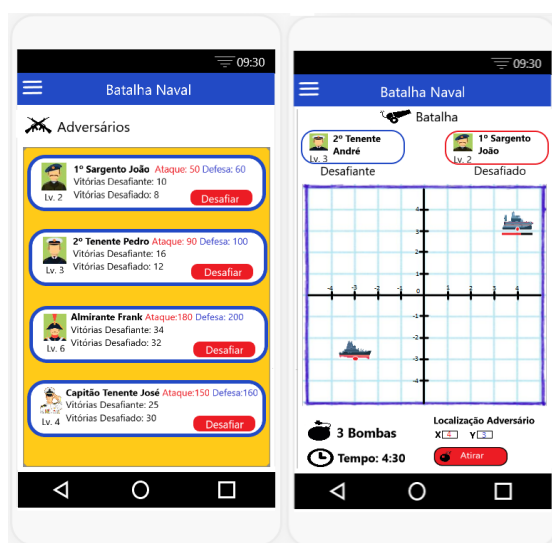 09:30
Batalha Naval
Adversários
1º Sargento João Ataque: 50 Defesa: 60
Vitórias Desafiante: 10
Vitórias Desafiado: 8
Lv. 2
Desafiar
2º Tenente Pedro Ataque: 90 Defesa: 100
Vitórias Desafiante: 16
Vitórias Desafiado: 12
Lv. 3
Desafiar
Almirante Frank Ataque:180 Defesa: 200
Vitórias Desafiante: 34
Vitórias Desafiado: 32
Lv. 6
Desafiar
Capitão Tenente José Ataque:150 Defesa:160
Vitórias Desafiante: 25
Vitórias Desafiado: 30
Lv. 4
Desafiar
09:30
Batalha Naval
Batalha
2º Tenente
André
Lv. 3
Desafiante
1º Sargento
João
Lv. 2
Desafiado
4
3
2
1
-4 -3 -2 -1 0 1 2 3 4
-1
-2
-3
-4
3 Bombas
Tempo: 4:30
Localização Adversário
X 4 Y 3
Atirar